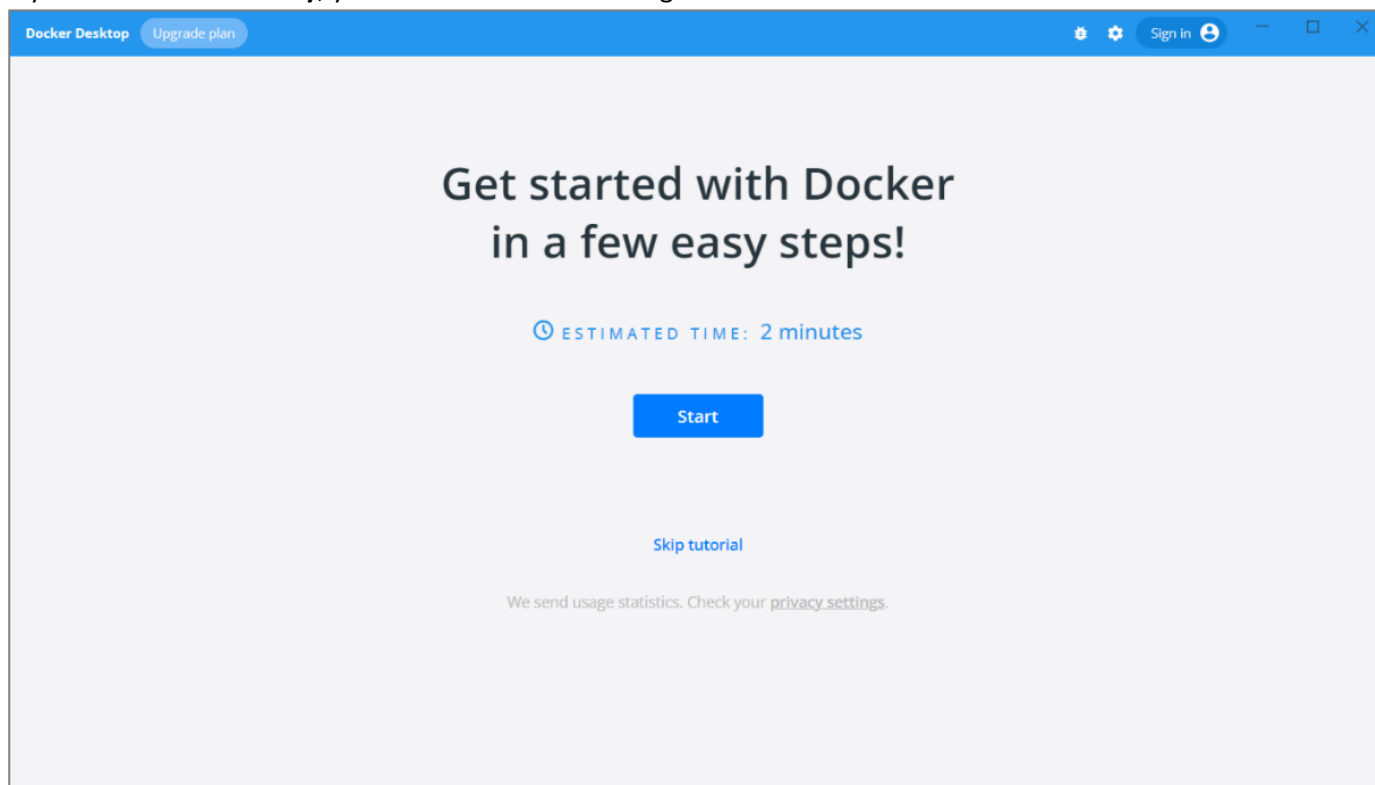 Docker Desktop Upgrade plan Sign in
Get started with Docker
in a few easy steps!
ESTIMATED TIME: 2 minutes
Start
Skip tutorial
We send usage statistics. Check your privacy settings.